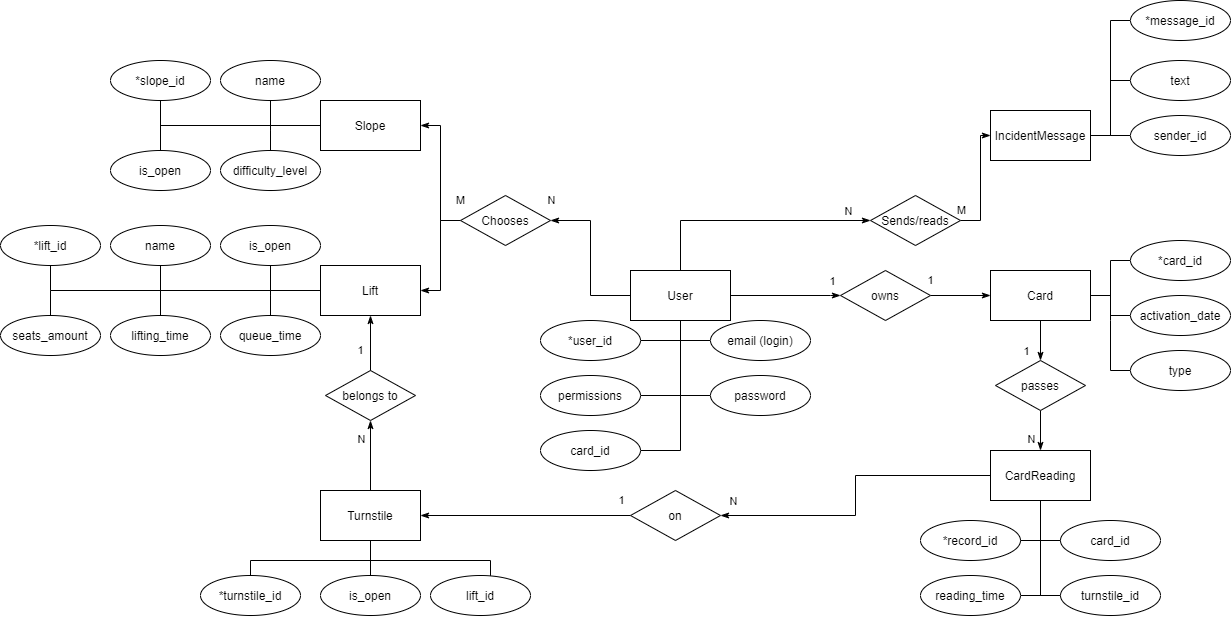 *message_id
*slope_id
name
text
Slope
IncidentMessage
sender_id
is_open
difficulty_level
M
N
Chooses
N
Sends/reads
M
*lift_id
name
is_open
*card_id
Lift
User
1
owns
1
Card
activation_date
seats_amount
lifting_time
queue_time
*user_id
email (login)
1
1
type
belongs to
permissions
password
passes
N
N
card_id
CardReading
Turnstile
1
on
N
*record_id
card_id
*turnstile_id
is_open
lift_id
reading_time
turnstile_id